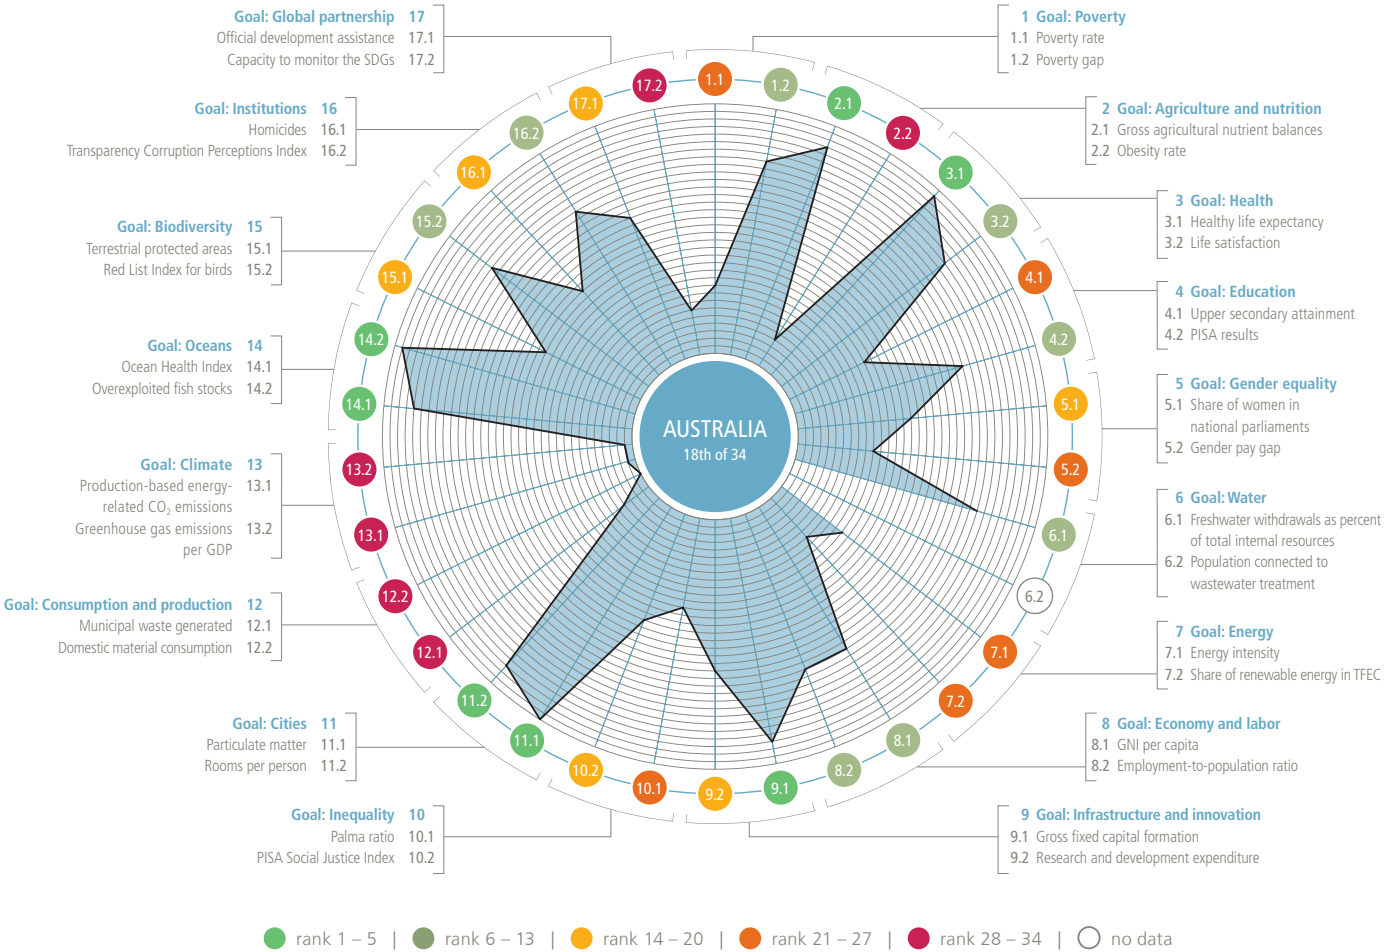 Goal: Global partnership 17
Official development assistance 17.1
Capacity to monitor the SDGs 17.2
1 Goal: Poverty
1.1 Poverty rate
1.2 Poverty gap
Goal: Institutions 16
Homicides 16.1
Transparency Corruption Perceptions Index 16.2
2 Goal: Agriculture and nutrition
2.1 Gross agricultural nutrient balances
2.2 Obesity rate
Goal: Biodiversity 15
Terrestrial protected areas 15.1
Red List Index for birds 15.2
3 Goal: Health
3.1 Healthy life expectancy
3.2 Life satisfaction
4 Goal: Education
4.1 Upper secondary attainment
4.2 PISA results
Goal: Oceans 14
Ocean Health Index 14.1
Overexploited fish stocks 14.2
5 Goal: Gender equality
5.1 Share of women in
national parliaments
5.2 Gender pay gap
Goal: Climate 13
Production-based energy- 13.1
related CO₂ emissions
Greenhouse gas emissions 13.2
per GDP
6 Goal: Water
6.1 Freshwater withdrawals as percent
of total internal resources
6.2 Population connected to
wastewater treatment
Goal: Consumption and production 12
Municipal waste generated 12.1
Domestic material consumption 12.2
7 Goal: Energy
7.1 Energy intensity
7.2 Share of renewable energy in TFEC
Goal: Cities 11
Particulate matter 11.1
Rooms per person 11.2
8 Goal: Economy and labor
8.1 GNI per capita
8.2 Employment-to-population ratio
Goal: Inequality 10
Palma ratio 10.1
PISA Social Justice Index 10.2
9 Goal: Infrastructure and innovation
9.1 Gross fixed capital formation
9.2 Research and development expenditure
1.1
1.2
2.1
2.2
3.1
3.2
4.1
4.2
5.1
5.2
6.1
6.2
7.1
7.2
8.1
8.2
9.1
9.2
10.1
10.2
11.1
11.2
12.1
12.2
13.1
13.2
14.1
14.2
15.1
15.2
16.1
16.2
17.1
17.2
AUSTRALIA
18th of 34
rank 1 – 5 | rank 6 – 13 | rank 14 – 20 | rank 21 – 27 | rank 28 – 34 | no data